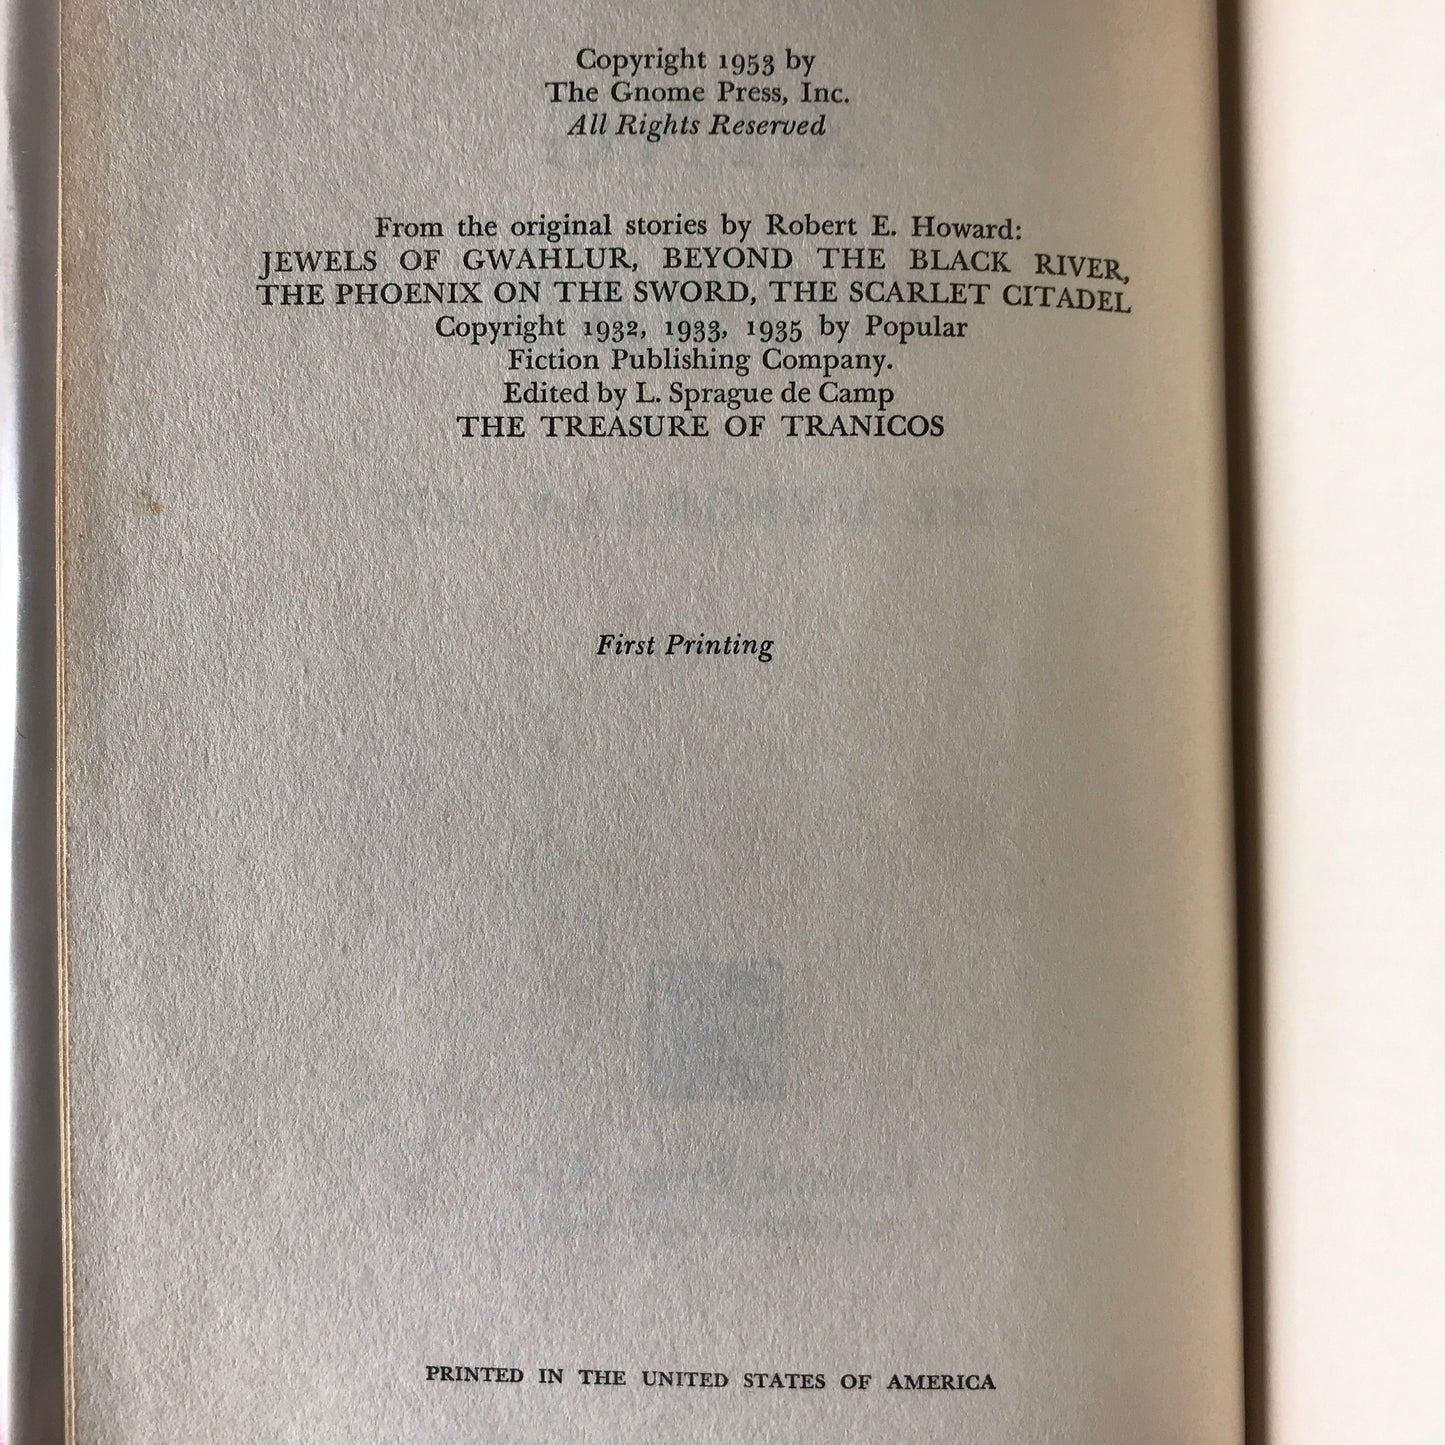 Copyright 1953 by
The Gnome Press, Inc.
All Rights Reserved
From the original stories by Robert E. Howard:
JEWELS OF GWAHLUR, BEYOND THE BLACK RIVER,
THE PHOENIX ON THE SWORD, THE SCARLET CITADEL
Copyright 1932, 1933, 1935 by Popular
Fiction Publishing Company.
Edited by L. Sprague de Camp
THE TREASURE OF TRANICOS
First Printing
PRINTED IN THE UNITED STATES OF AMERICA